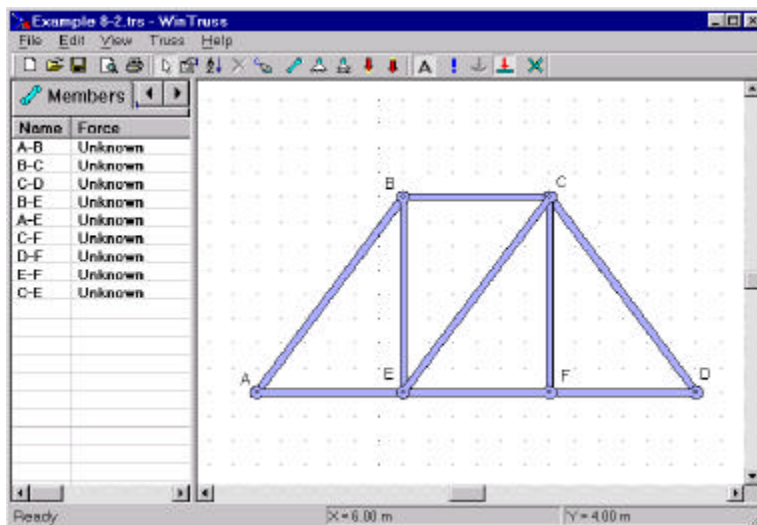 Example 8-2.trs - WinTruss
File Edit View Truss Help
A
Members
Name Force
A-B Unknown
B-C Unknown
C-D Unknown
B-E Unknown
A-E Unknown
C-F Unknown
D-F Unknown
E-F Unknown
C-E Unknown
B C
A E F D
Ready X = 6.00 m Y = 4.00 m